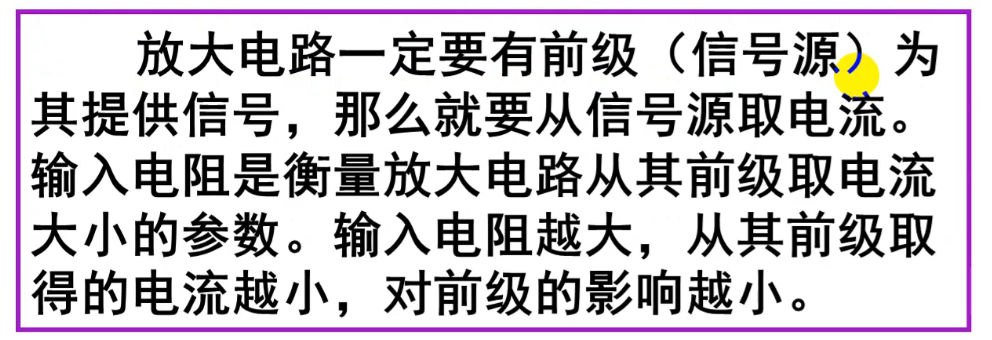 放大电路一定要有前级（信号源）为
其提供信号，那么就要从信号源取电流。
输入电阻是衡量放大电路从其前级取电流
大小的参数。输入电阻越大，从其前级取
得的电流越小，对前级的影响越小。